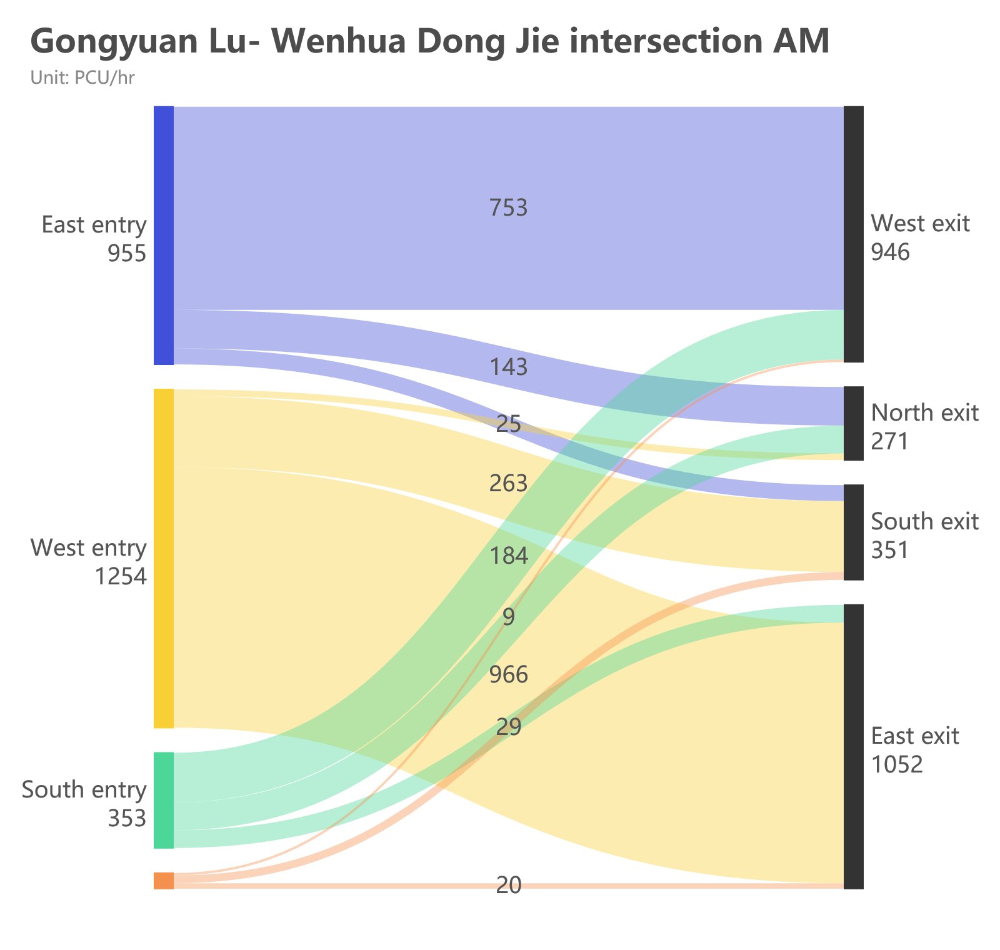 Gongyuan Lu- Wenhua Dong Jie intersection AM
Unit: PCU/hr
East entry
955
West entry
1254
South entry
353
753
143
25
263
184
9
966
29
20
West exit
946
North exit
271
South exit
351
East exit
1052